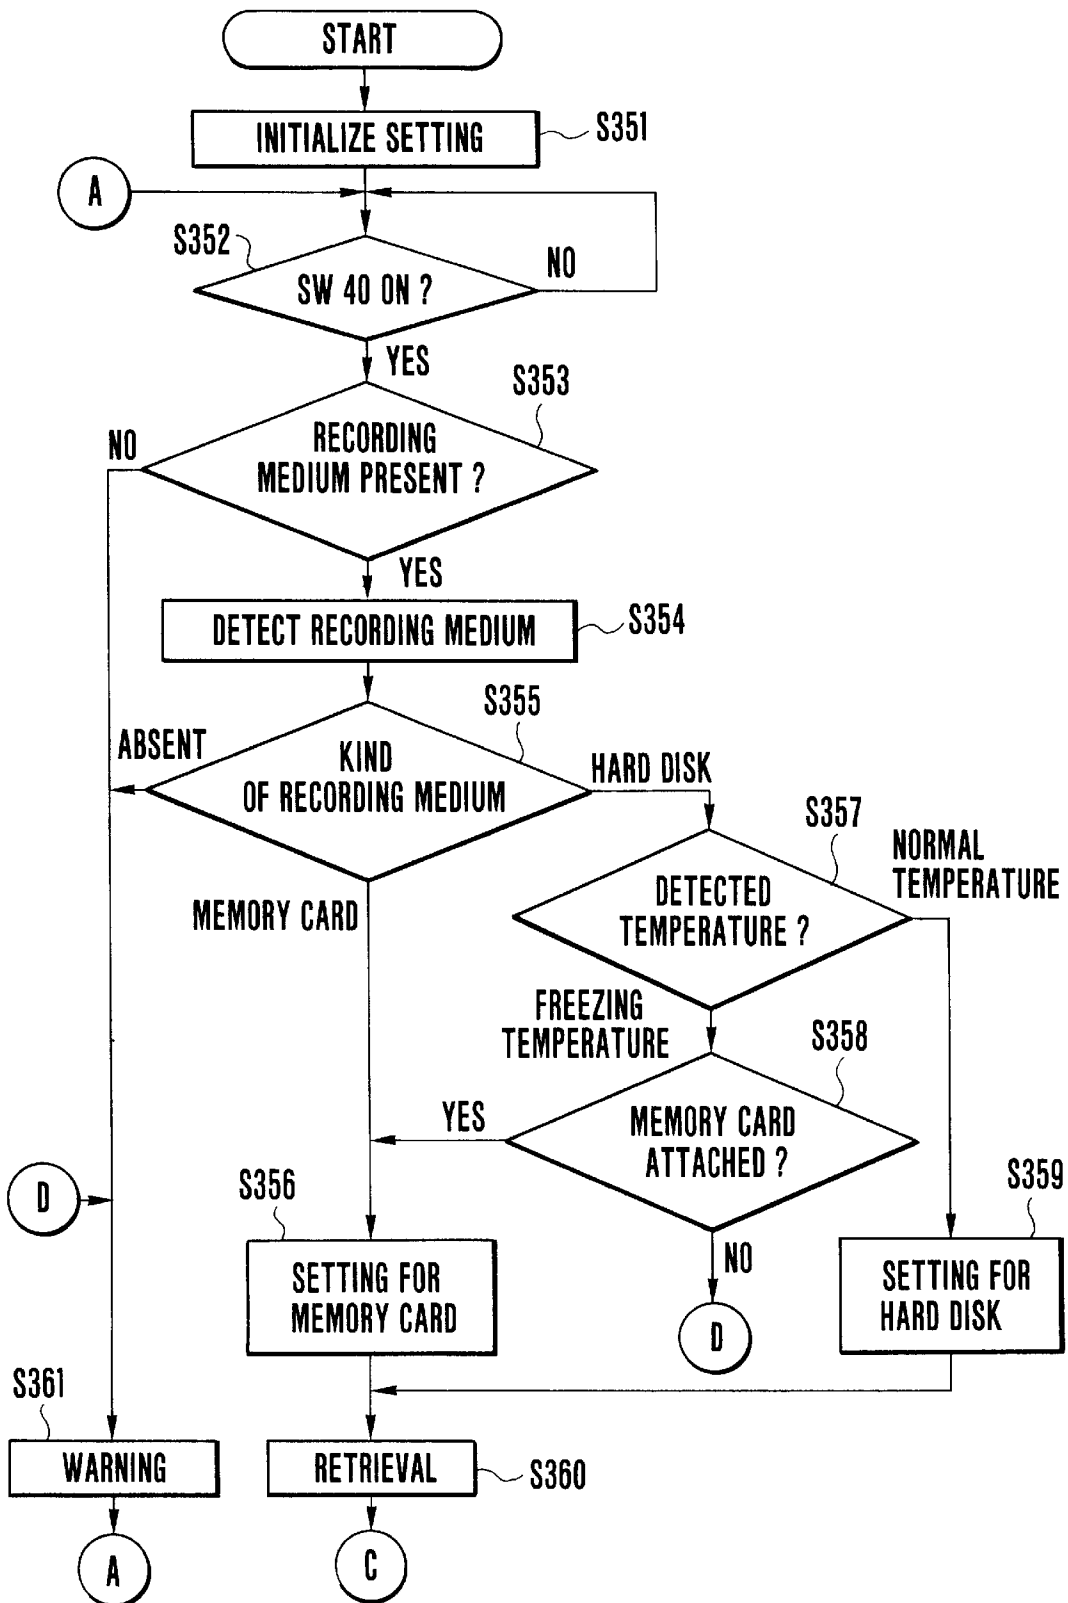 START
INITIALIZE SETTING
S351
A
S352
SW 40 ON ?
NO
YES
S353
NO
RECORDING
MEDIUM PRESENT ?
YES
DETECT RECORDING MEDIUM
S354
S355
ABSENT
KIND
OF RECORDING MEDIUM
HARD DISK
S357
NORMAL
TEMPERATURE
DETECTED
TEMPERATURE ?
MEMORY CARD
FREEZING
TEMPERATURE
S358
YES
MEMORY CARD
ATTACHED ?
D
S356
S359
NO
SETTING FOR
MEMORY CARD
SETTING FOR
HARD DISK
D
S361
WARNING
RETRIEVAL
S360
A
C